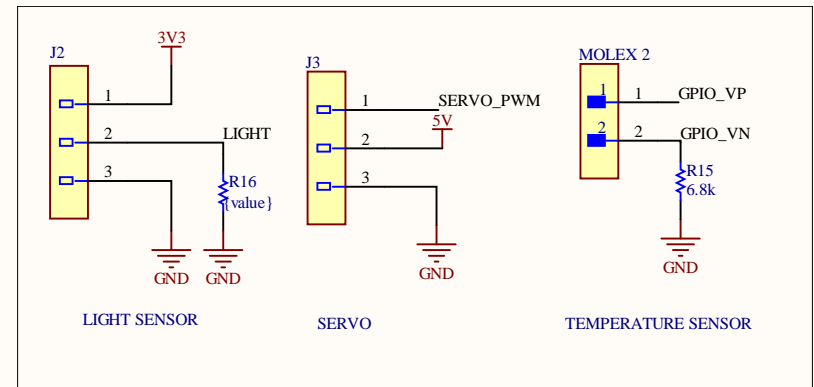 J2
3V3
1
2
LIGHT
3
R16
{value}
GND
GND
LIGHT SENSOR
J3
1
SERVO_PWM
5V
2
3
GND
SERVO
MOLEX 2
1
1
GPIO_VP
2
2
GPIO_VN
R15
6.8k
GND
TEMPERATURE SENSOR